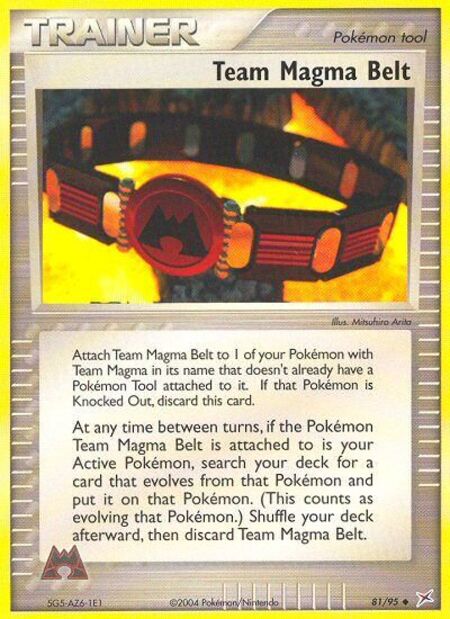 TRAINER
Pokémon tool
Team Magma Belt
Illus. Mitsuhiro Arita
Attach Team Magma Belt to 1 of your Pokémon with
Team Magma in its name that doesn't already have a
Pokémon Tool attached to it. If that Pokémon is
Knocked Out, discard this card.
At any time between turns, if the Pokémon
Team Magma Belt is attached to is your
Active Pokémon, search your deck for a
card that evolves from that Pokémon and
put it on that Pokémon. (This counts as
evolving that Pokémon.) Shuffle your deck
afterward, then discard Team Magma Belt.
5G5-AZ6-1E1
©2004 Pokémon/Nintendo
81/95 ◆